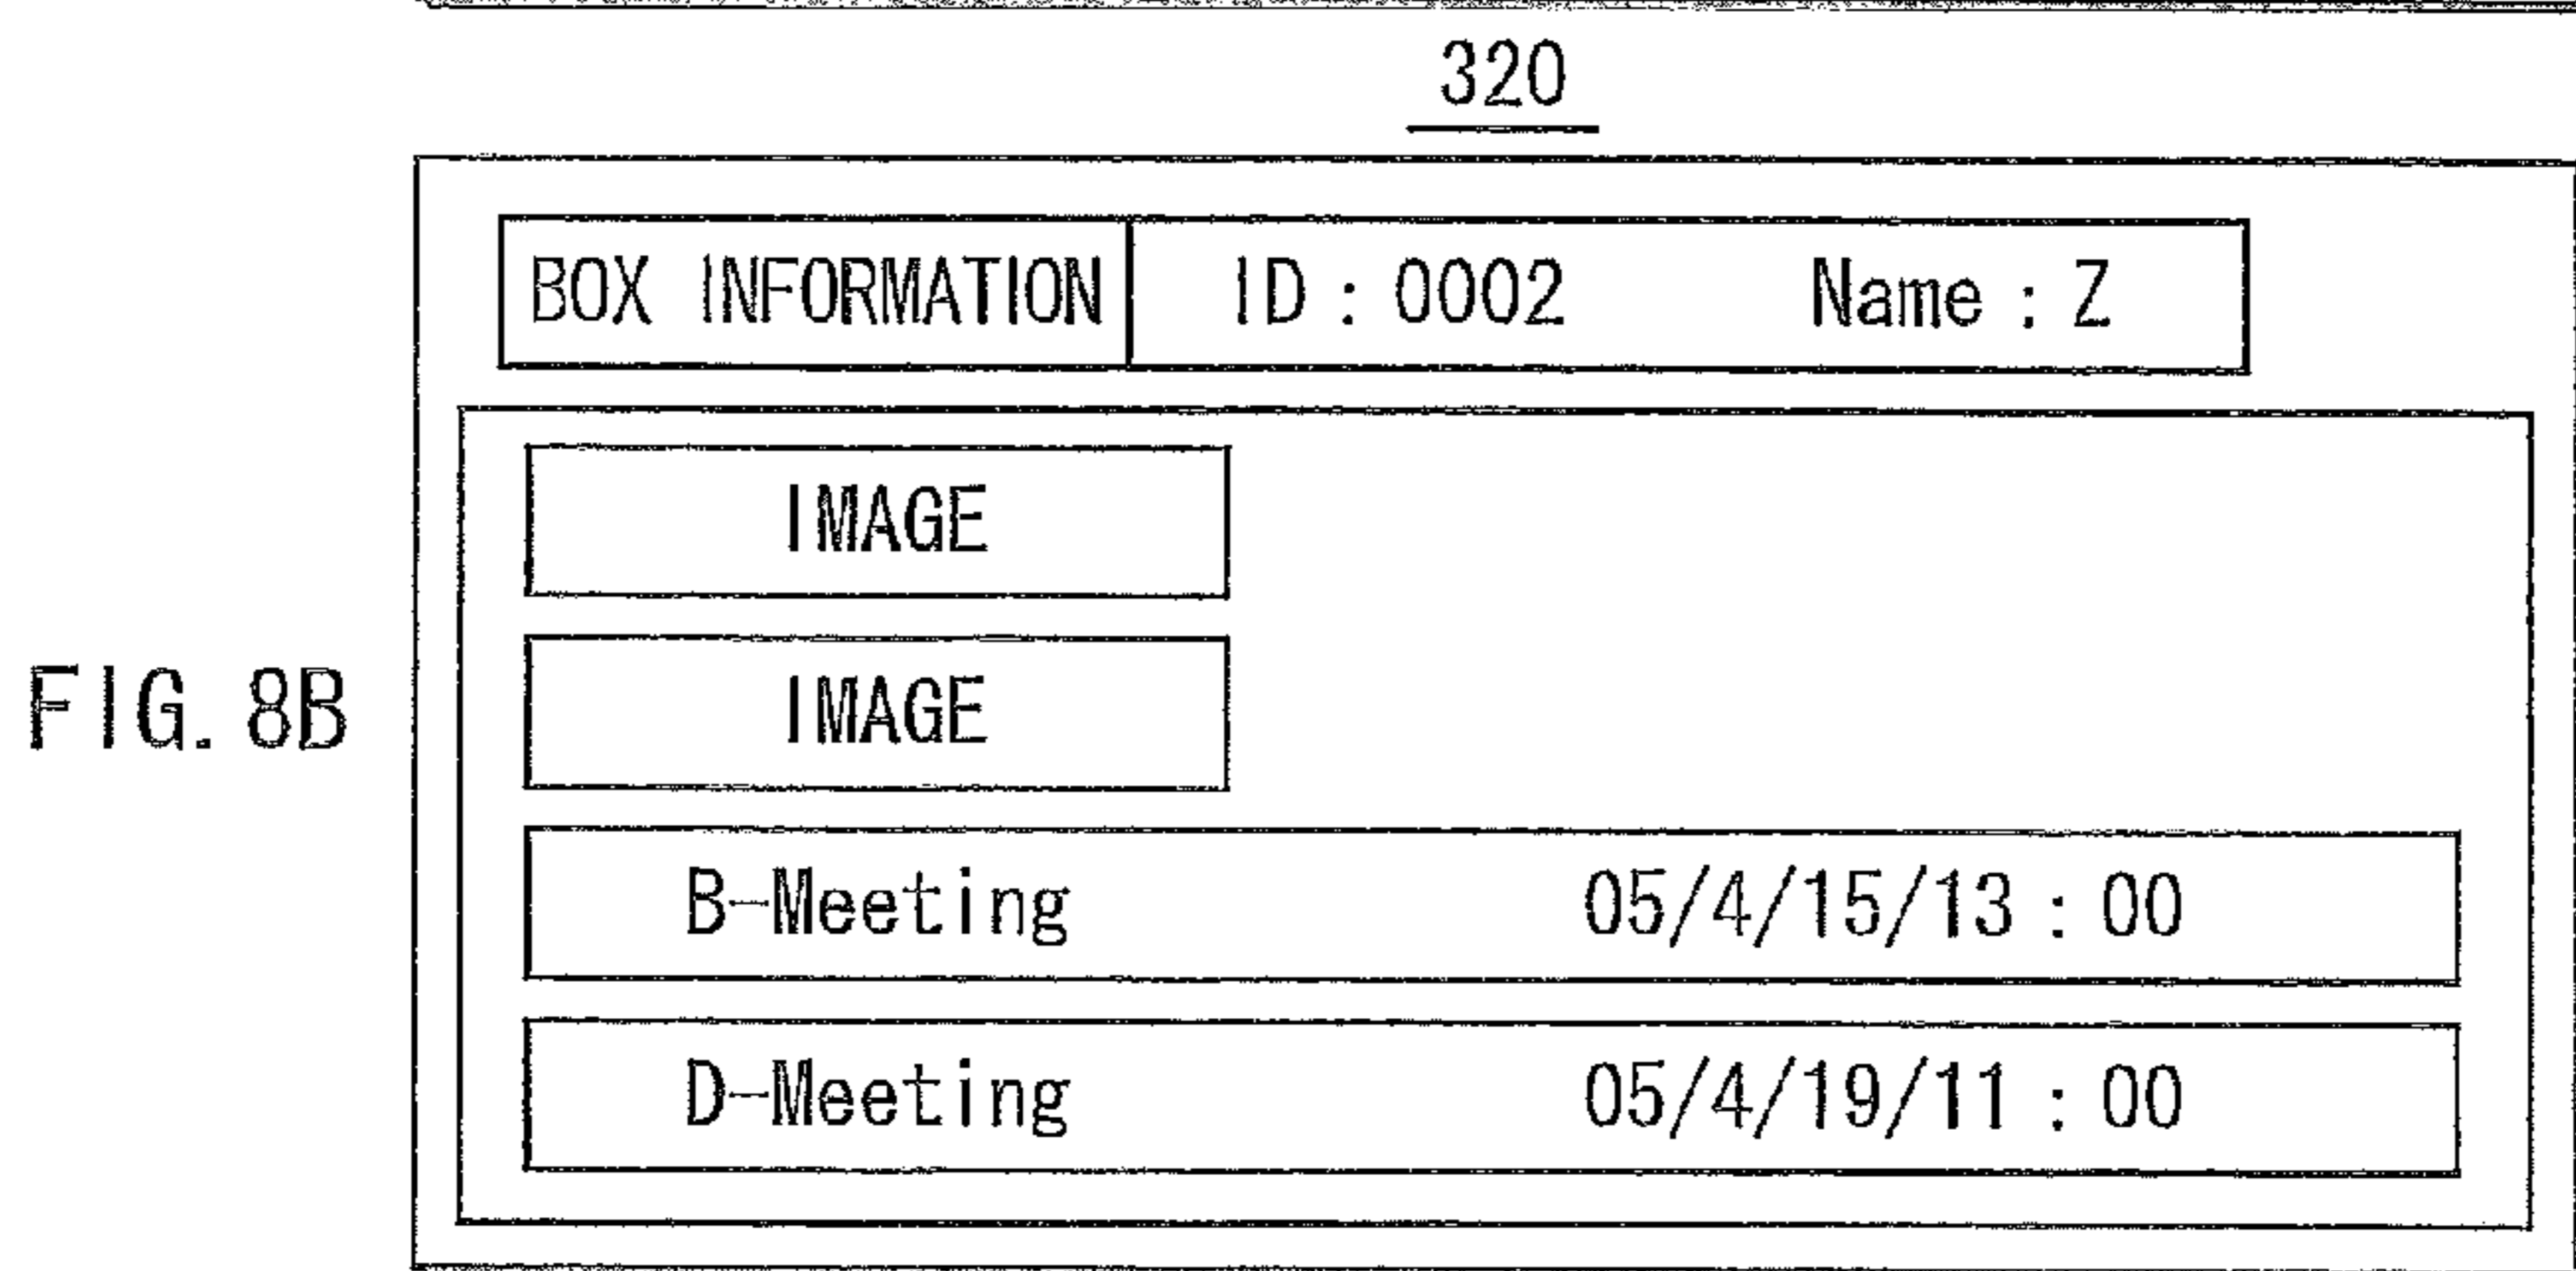 320
BOX INFORMATION ID : 0002 Name : Z
IMAGE
IMAGE
FIG. 8B
B-Meeting 05/4/15/13 : 00
D-Meeting 05/4/19/11 : 00